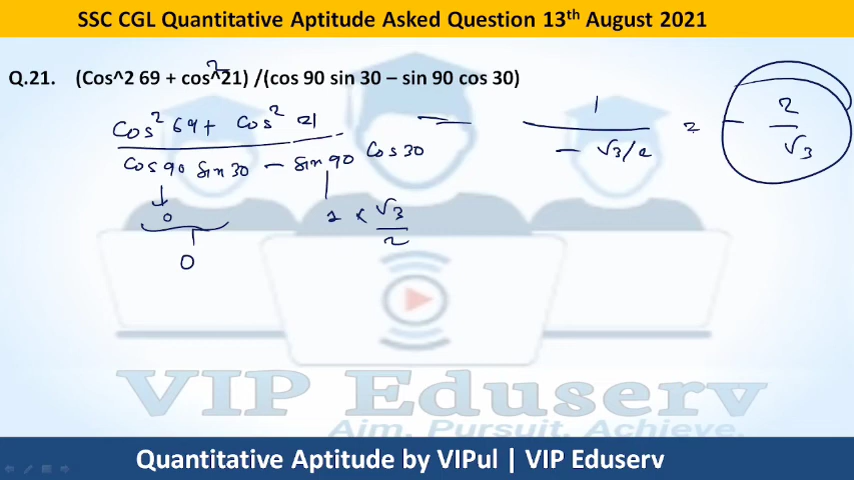 SSC CGL Quantitative Aptitude Asked Question 13th August 2021
Q.21. (Cos^2 69 + cos^21) /(cos 90 sin 30 – sin 90 cos 30)
2
Cos² 69 + cos² 21
cos 90 sin 30 – sin 90 cos 30
=
1
– √3/2
=
– 2
√3
0
1 × √3
2
0
VIP Eduserv
Aim. Pursuit. Achieve.
Quantitative Aptitude by VIPul | VIP Eduserv